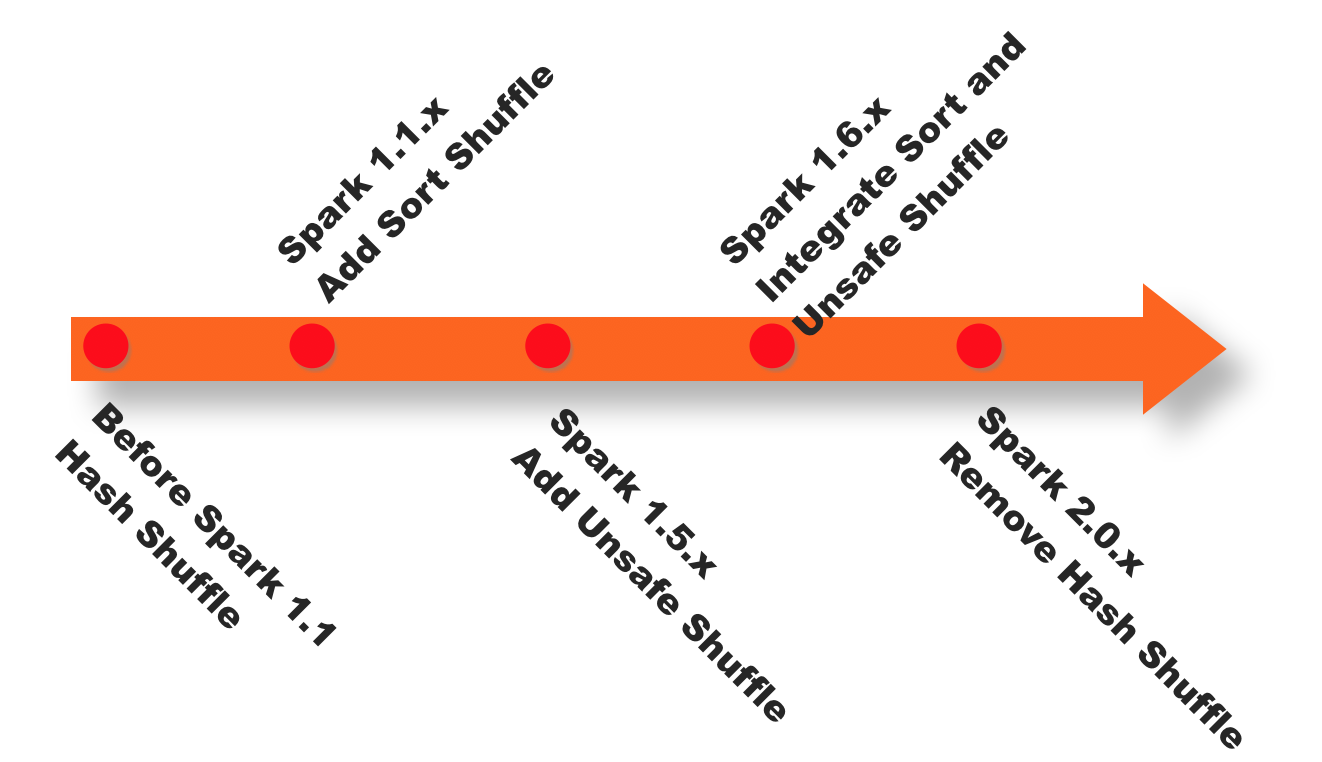 Before Spark 1.1
Hash Shuffle
Spark 1.1.x
Add Sort Shuffle
Spark 1.5.x
Add Unsafe Shuffle
Spark 1.6.x
Integrate Sort and
Unsafe Shuffle
Spark 2.0.x
Remove Hash Shuffle